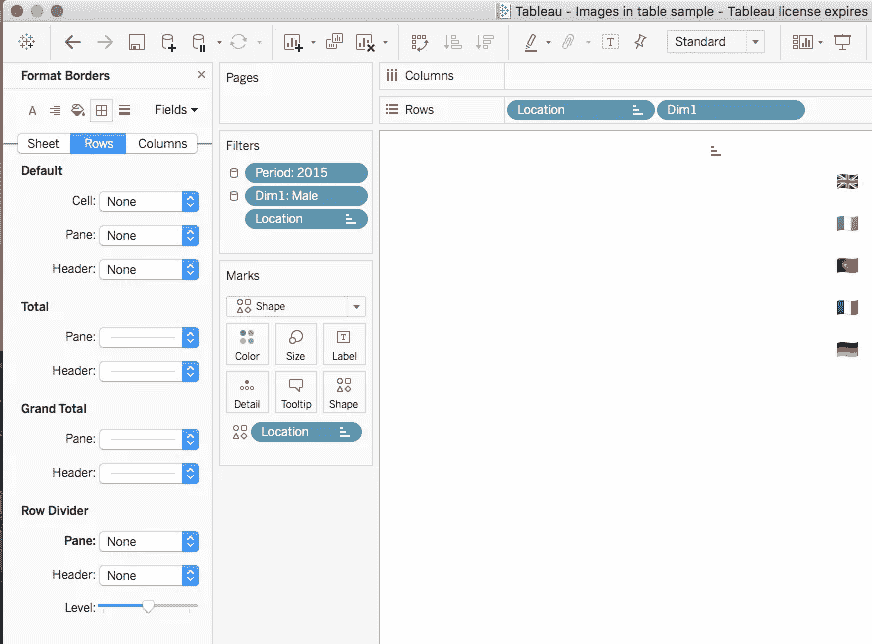 Tableau - Images in table sample - Tableau license expires
Standard
Format Borders
Fields
Sheet Rows Columns
Default
Cell: None
Pane: None
Header: None
Total
Pane:
Header:
Grand Total
Pane:
Header:
Row Divider
Pane: None
Header: None
Level:
Pages
Filters
Period: 2015
Dim1: Male
Location
Marks
Shape
Color Size Label
Detail Tooltip Shape
Location
Columns
Rows Location Dim1